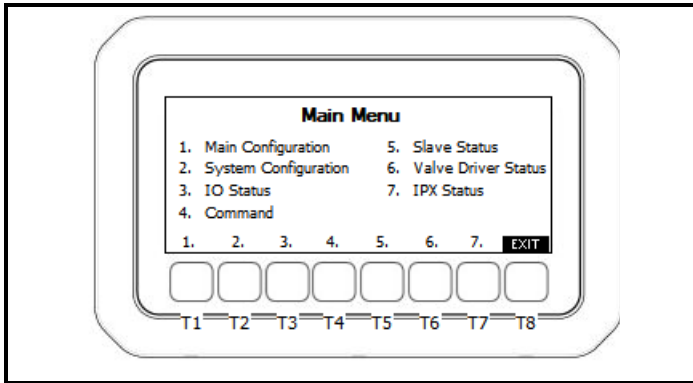 Main Menu
1. Main Configuration
2. System Configuration
3. IO Status
4. Command
5. Slave Status
6. Valve Driver Status
7. IPX Status
1. 2. 3. 4. 5. 6. 7. EXIT
T1 T2 T3 T4 T5 T6 T7 T8